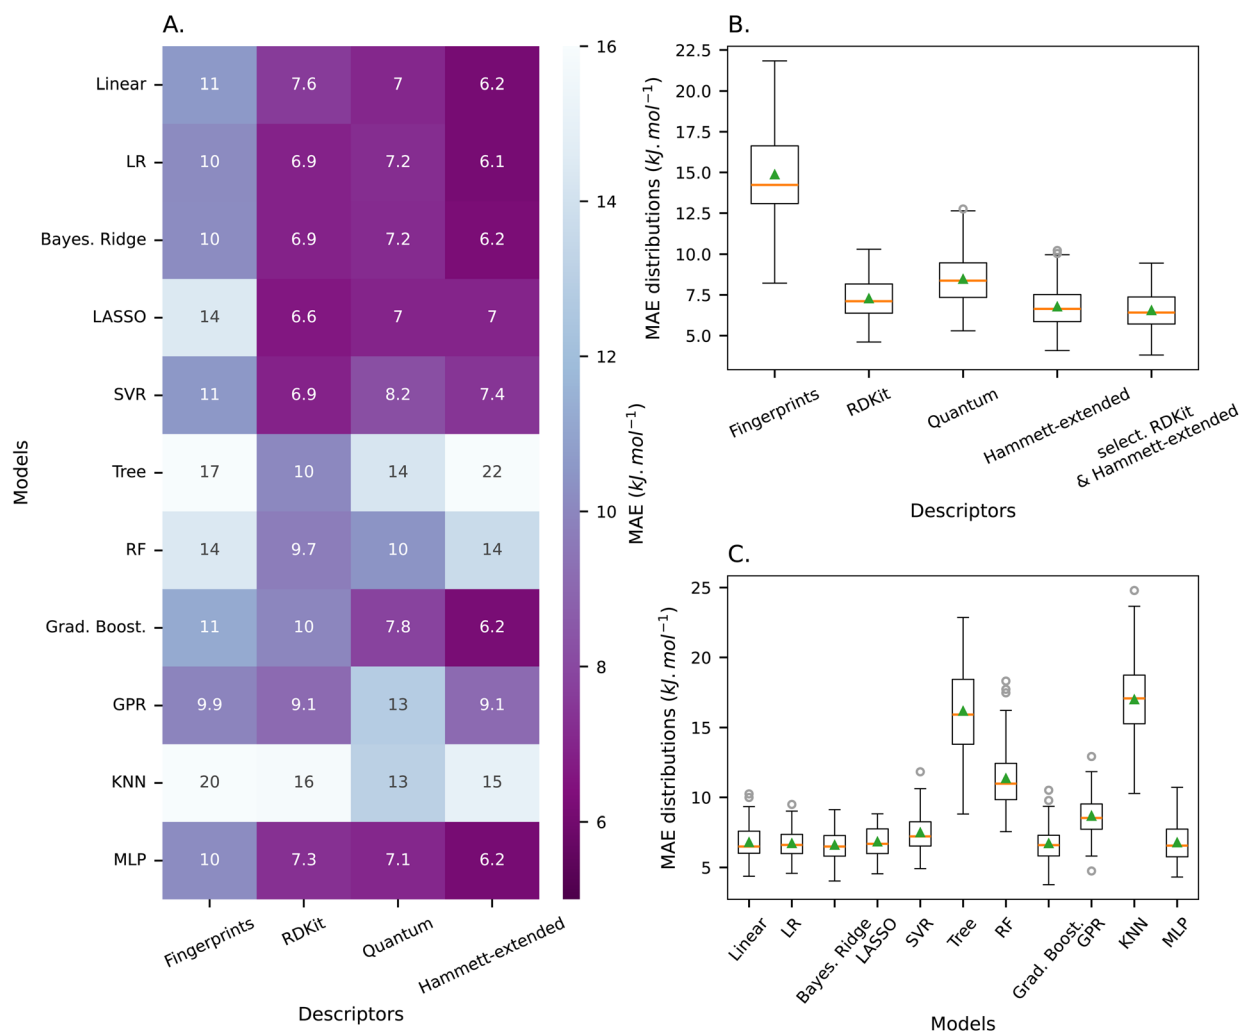 A.
Models
Linear 11 7.6 7 6.2
LR 10 6.9 7.2 6.1
Bayes. Ridge 10 6.9 7.2 6.2
LASSO 14 6.6 7 7
SVR 11 6.9 8.2 7.4
Tree 17 10 14 22
RF 14 9.7 10 14
Grad. Boost. 11 10 7.8 6.2
GPR 9.9 9.1 13 9.1
KNN 20 16 13 15
MLP 10 7.3 7.1 6.2
Fingerprints RDKit Quantum Hammett-extended
Descriptors
16
14
12
10
8
6
MAE (kJ.mol⁻¹)
B.
MAE distributions (kJ.mol⁻¹)
22.5
20.0
17.5
15.0
12.5
10.0
7.5
5.0
Fingerprints RDKit Quantum Hammett-extended select. RDKit
& Hammett-extended
Descriptors
C.
MAE distributions (kJ.mol⁻¹)
25
20
15
10
5
Linear LR Bayes. Ridge LASSO SVR Tree RF Grad. Boost. GPR KNN MLP
Models